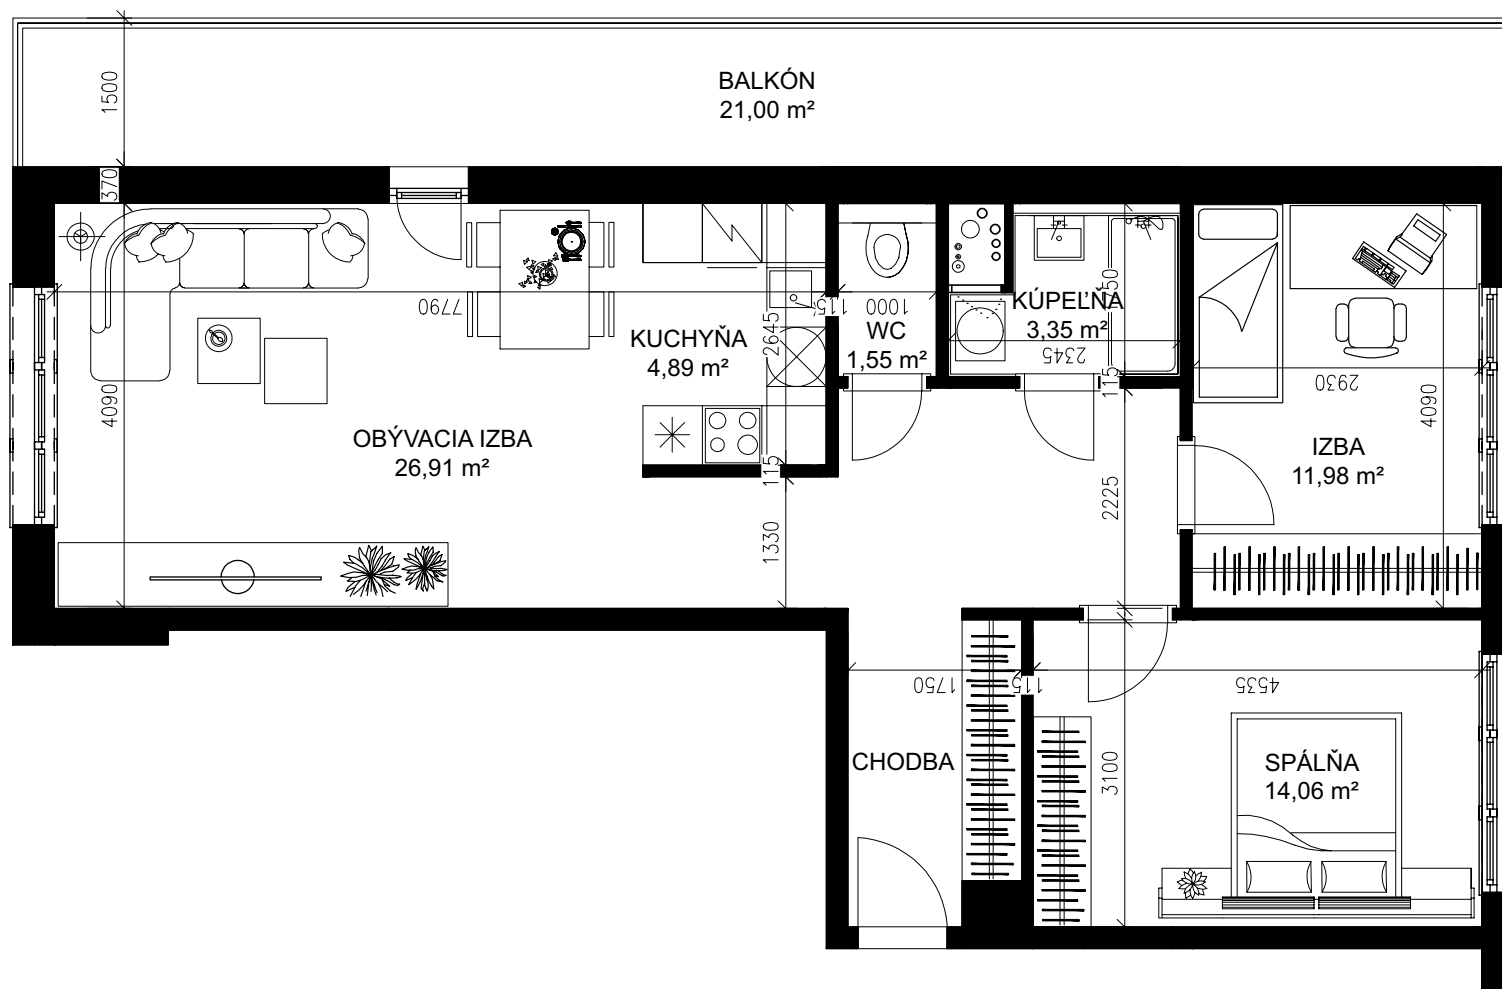 BALKÓN
21,00 m²
1500
370
7790
115
1000
KÚPEĽŇA
3,35 m²
2345
WC
1,55 m²
KUCHYŇA
4,89 m²
2645
4090
115
2930
4090
OBÝVACIA IZBA
26,91 m²
IZBA
11,98 m²
115
2225
1330
1750
115
4535
CHODBA
3100
SPÁLŇA
14,06 m²